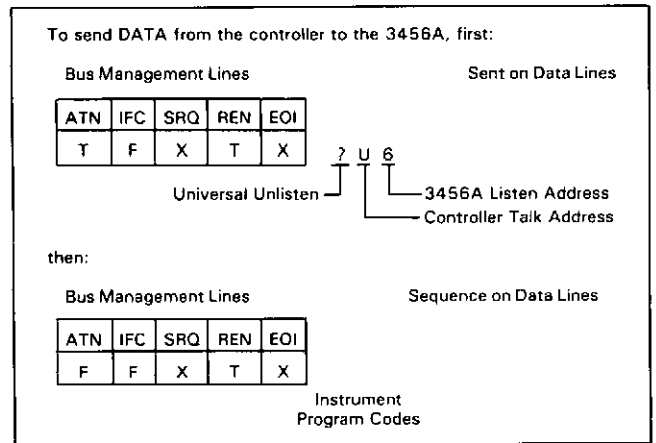 To send DATA from the controller to the 3456A, first:
Bus Management Lines Sent on Data Lines
ATN IFC SRQ REN EOI
T F X T X
? U 6
Universal Unlisten 3456A Listen Address
Controller Talk Address
then:
Bus Management Lines Sequence on Data Lines
ATN IFC SRQ REN EOI
F F X T X
Instrument
Program Codes